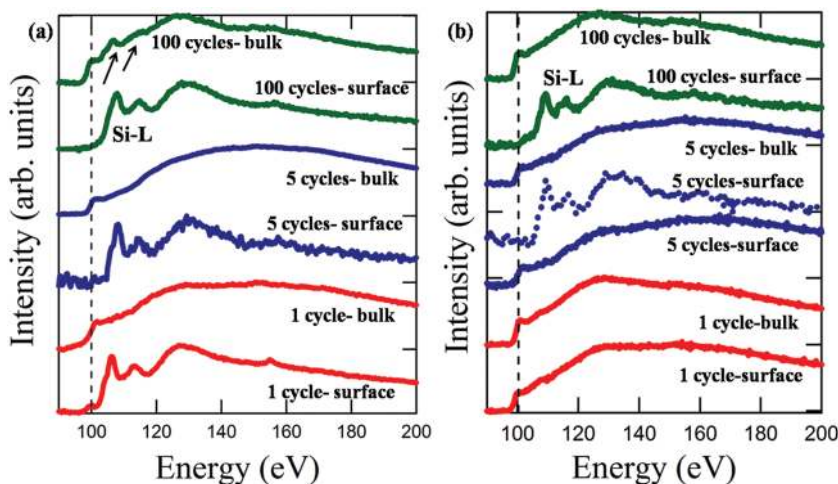 (a)
100 cycles- bulk
100 cycles- surface
Si-L
5 cycles- bulk
5 cycles- surface
1 cycle- bulk
1 cycle-surface
Intensity (arb. units)
100 120 140 160 180 200
Energy (eV)
(b)
100 cycles- bulk
Si-L
100 cycles- surface
5 cycles- bulk
5 cycles-surface
5 cycles-surface
1 cycle-bulk
1 cycle-surface
Intensity (arb. units)
100 120 140 160 180 200
Energy (eV)